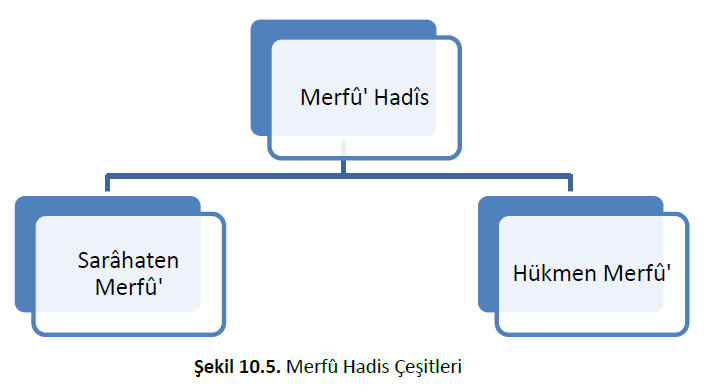 Merfû' Hadîs
Sarâhaten
Merfû'
Hükmen Merfû'
Şekil 10.5. Merfû Hadis Çeşitleri